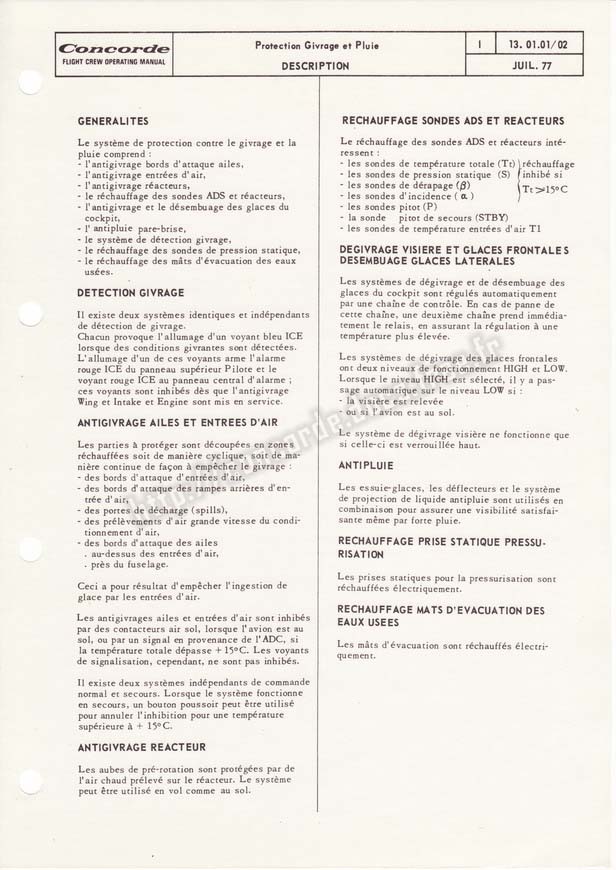 Concorde
FLIGHT CREW OPERATING MANUAL
Protection Givrage et Pluie
DESCRIPTION
I
13. 01.01/02
JUIL. 77
GENERALITES
Le système de protection contre le givrage et la
pluie comprend :
- l'antigivrage bords d'attaque ailes,
- l'antigivrage entrées d'air,
- l'antigivrage réacteurs,
- le réchauffage des sondes ADS et réacteurs,
- l'antigivrage et le désembuage des glaces du
cockpit,
- l'antipluie pare-brise,
- le système de détection givrage,
- le réchauffage des sondes de pression statique,
- le réchauffage des mâts d'évacuation des eaux
usées.
DETECTION GIVRAGE
Il existe deux systèmes identiques et indépendants
de détection de givrage.
Chacun provoque l'allumage d'un voyant bleu ICE
lorsque des conditions givrantes sont détectées.
L'allumage d'un de ces voyants arme l'alarme
rouge ICE du panneau supérieur Pilote et le
voyant rouge ICE au panneau central d'alarme ;
ces voyants sont inhibés dès que l'antigivrage
Wing et Intake et Engine sont mis en service.
ANTIGIVRAGE AILES ET ENTREES D'AIR
Les parties à protéger sont découpées en zones
réchauffées soit de manière cyclique, soit de ma-
nière continue de façon à empêcher le givrage :
- des bords d'attaque d'entrées d'air,
- des bords d'attaque des rampes arrières d'en-
trée d'air,
- des portes de décharge (spills),
- des prélèvements d'air grande vitesse du condi-
tionnement d'air,
- des bords d'attaque des ailes
. au-dessus des entrées d'air,
. près du fuselage.
Ceci a pour résultat d'empêcher l'ingestion de
glace par les entrées d'air.
Les antigivrages ailes et entrées d'air sont inhibés
par des contacteurs air sol, lorsque l'avion est au
sol, ou par un signal en provenance de l'ADC, si
la température totale dépasse + 15°C. Les voyants
de signalisation, cependant, ne sont pas inhibés.
Il existe deux systèmes indépendants de commande
normal et secours. Lorsque le système fonctionne
en secours, un bouton poussoir peut être utilisé
pour annuler l'inhibition pour une température
supérieure à + 15°C.
ANTIGIVRAGE REACTEUR
Les aubes de pré-rotation sont protégées par de
l'air chaud prélevé sur le réacteur. Le système
peut être utilisé en vol comme au sol.
RECHAUFFAGE SONDES ADS ET REACTEURS
Le réchauffage des sondes ADS et réacteurs inté-
ressent :
- les sondes de température totale (Tt) réchauffage
- les sondes de pression statique (S) inhibé si
- les sondes de dérapage (β) Tt >15°C
- les sondes d'incidence ( α )
- les sondes pitot (P)
- la sonde pitot de secours (STBY)
- les sondes de température entrées d'air T1
DEGIVRAGE VISIERE ET GLACES FRONTALES
DESEMBUAGE GLACES LATERALES
Les systèmes de dégivrage et de désembuage des
glaces du cockpit sont régulés automatiquement
par une chaîne de contrôle. En cas de panne de
cette chaîne, une deuxième chaîne prend immédia-
tement le relais, en assurant la régulation à une
température plus élevée.
Les systèmes de dégivrage des glaces frontales
ont deux niveaux de fonctionnement HIGH et LOW.
Lorsque le niveau HIGH est sélecté, il y a pas-
sage automatique sur le niveau LOW si :
- la visière est relevée
- ou si l'avion est au sol.
Le système de dégivrage visière ne fonctionne que
si celle-ci est verrouillée haut.
ANTIPLUIE
Les essuie-glaces, les déflecteurs et le système
de projection de liquide antipluie sont utilisés en
combinaison pour assurer une visibilité satisfai-
sante même par forte pluie.
RECHAUFFAGE PRISE STATIQUE PRESSU-
RISATION
Les prises statiques pour la pressurisation sont
réchauffées électriquement.
RECHAUFFAGE MATS D'EVACUATION DES
EAUX USEES
Les mâts d'évacuation sont réchauffés électri-
quement.